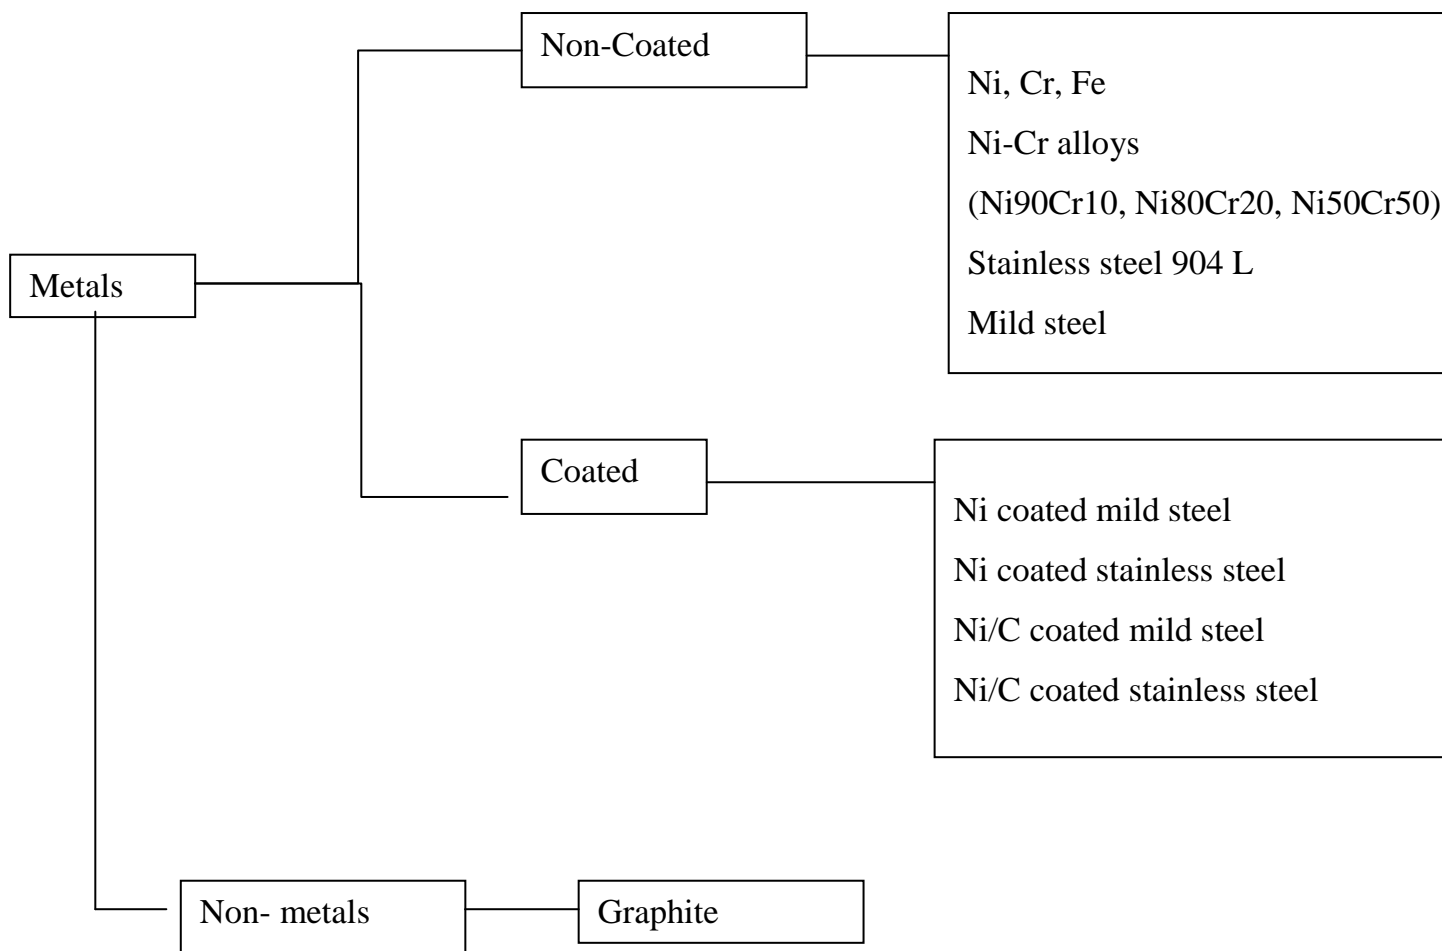 Non-Coated
Ni, Cr, Fe
Ni-Cr alloys
(Ni90Cr10, Ni80Cr20, Ni50Cr50)
Stainless steel 904 L
Mild steel
Metals
Coated
Ni coated mild steel
Ni coated stainless steel
Ni/C coated mild steel
Ni/C coated stainless steel
Non- metals
Graphite